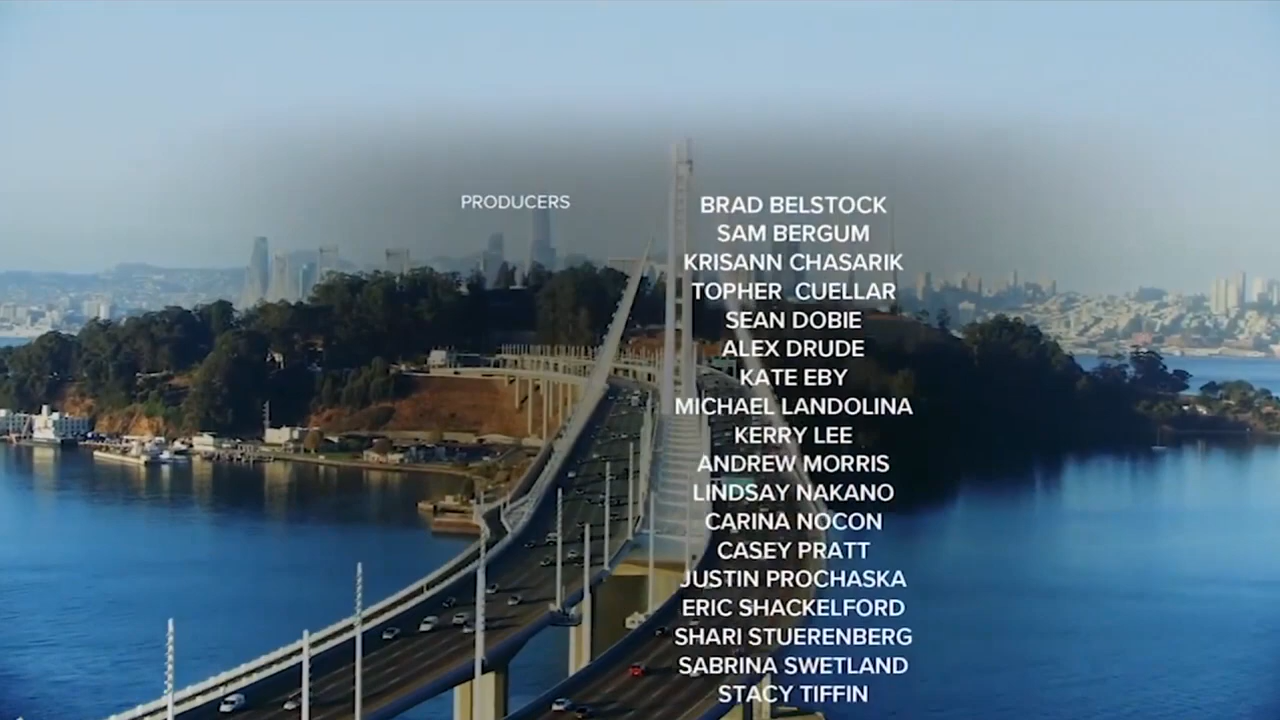 PRODUCERS
BRAD BELSTOCK
SAM BERGUM
KRISANN CHASARIK
TOPHER CUELLAR
SEAN DOBIE
ALEX DRUDE
KATE EBY
MICHAEL LANDOLINA
KERRY LEE
ANDREW MORRIS
LINDSAY NAKANO
CARINA NOCON
CASEY PRATT
JUSTIN PROCHASKA
ERIC SHACKELFORD
SHARI STUERENBERG
SABRINA SWETLAND
STACY TIFFIN